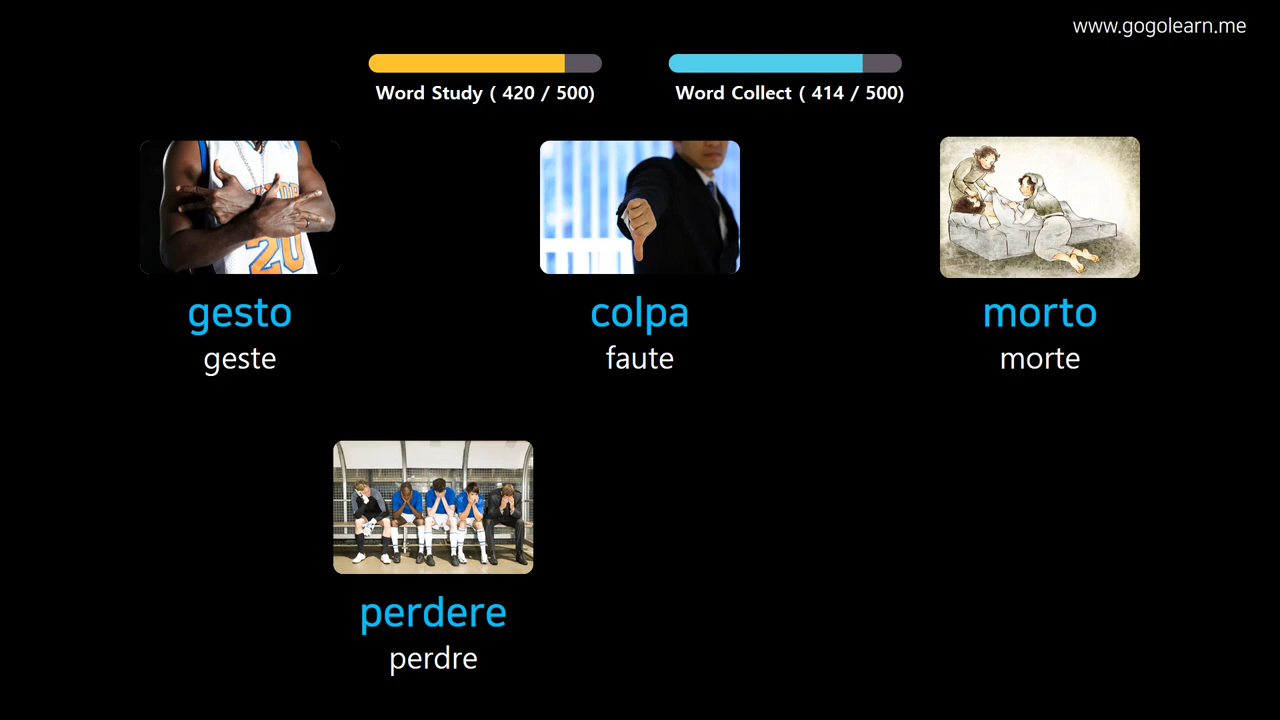 www.gogolearn.me
Word Study ( 420 / 500)
Word Collect ( 414 / 500)
20
gesto
geste
colpa
faute
morto
morte
perdere
perdre